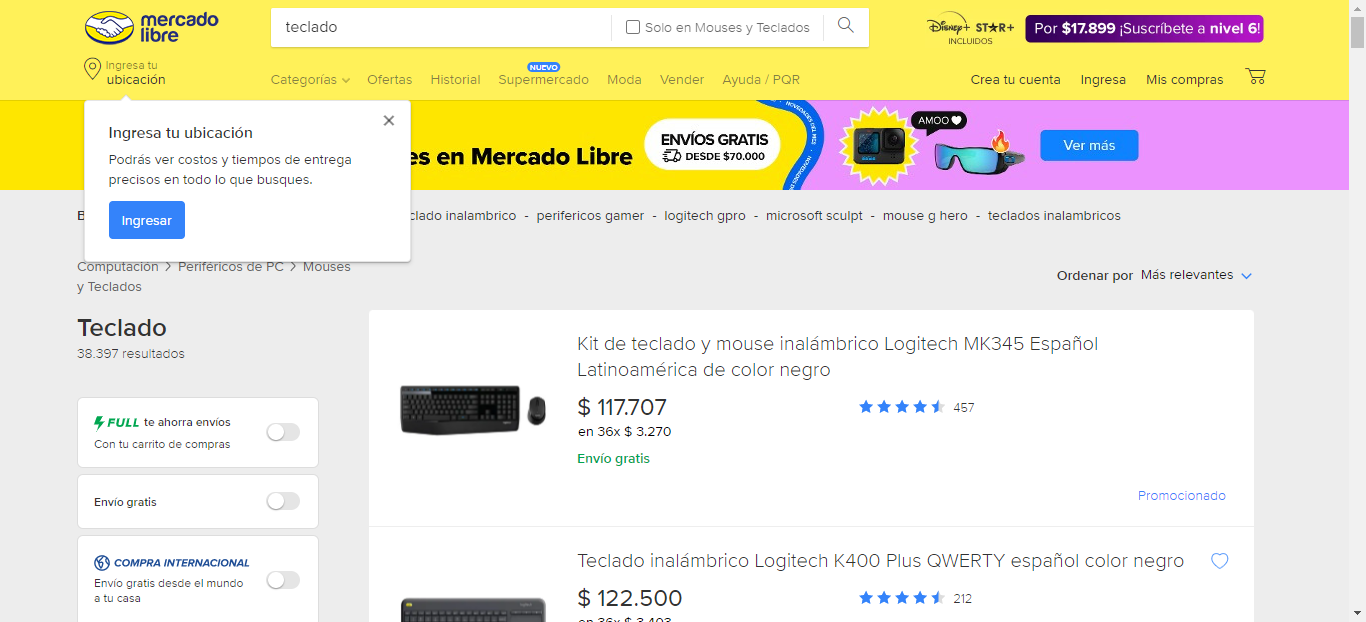 mercado
libre
teclado
Solo en Mouses y Teclados
Disney+ STAR+
INCLUIDOS
Por $17.899 ¡Suscríbete a nivel 6!
Ingresa tu
ubicación
Categorías
Ofertas
Historial
NUEVO
Supermercado
Moda
Vender
Ayuda / PQR
Crea tu cuenta
Ingresa
Mis compras
Ingresa tu ubicación
Podrás ver costos y tiempos de entrega
precisos en todo lo que busques.
Ingresar
es en Mercado Libre
ENVÍOS GRATIS
DESDE $70.000
NOVEDADES DEL MES
AMOO
Ver más
B
clado inalambrico - perifericos gamer - logitech gpro - microsoft sculpt - mouse g hero - teclados inalambricos
Computación > Periféricos de PC > Mouses
y Teclados
Ordenar por Más relevantes
Teclado
38.397 resultados
FULL te ahorra envíos
Con tu carrito de compras
Envío gratis
COMPRA INTERNACIONAL
Envío gratis desde el mundo
a tu casa
Kit de teclado y mouse inalámbrico Logitech MK345 Español
Latinoamérica de color negro
$ 117.707
457
en 36x $ 3.270
Envío gratis
Promocionado
Teclado inalámbrico Logitech K400 Plus QWERTY español color negro
$ 122.500
212
en 36x $ 3.403